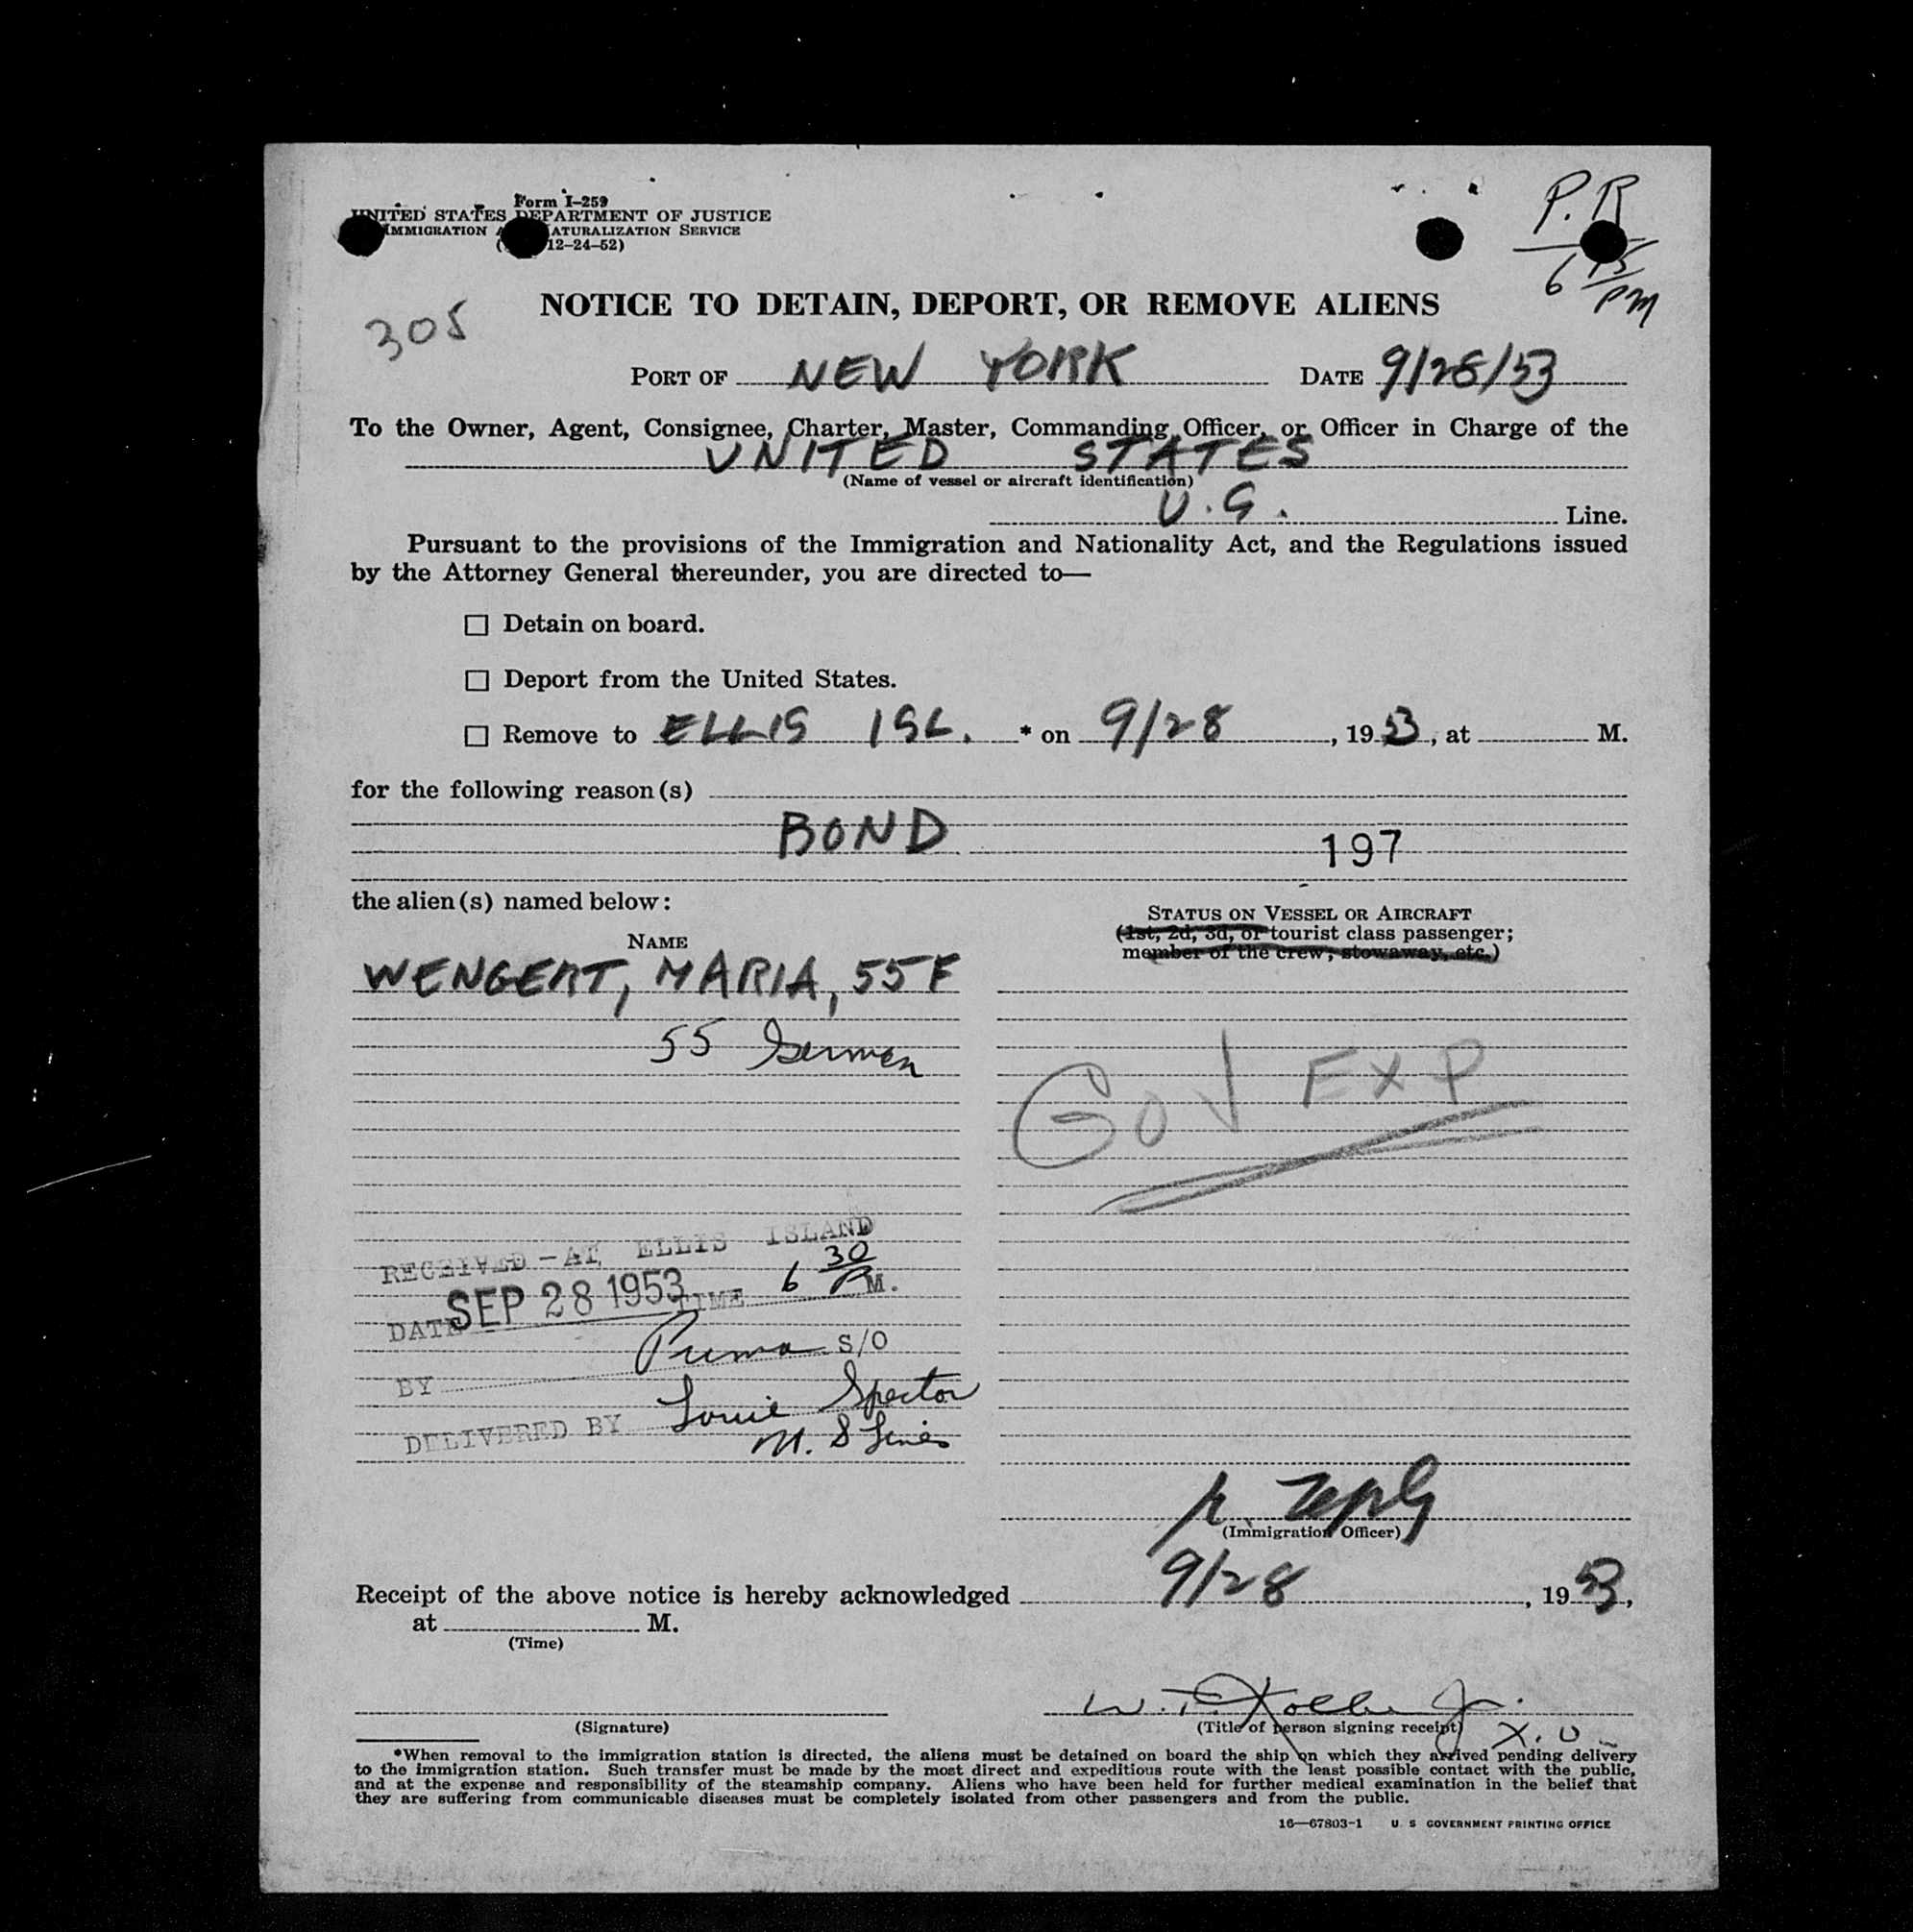 Form I-259
UNITED STATES DEPARTMENT OF JUSTICE
IMMIGRATION NATURALIZATION SERVICE
12-24-52)
P.R
6 15
PM
305
NOTICE TO DETAIN, DEPORT, OR REMOVE ALIENS
PORT OF NEW YORK DATE 9/28/53
To the Owner, Agent, Consignee, Charter, Master, Commanding Officer, or Officer in Charge of the
UNITED STATES
(Name of vessel or aircraft identification)
U.S. Line.
Pursuant to the provisions of the Immigration and Nationality Act, and the Regulations issued
by the Attorney General thereunder, you are directed to—
☐ Detain on board.
☐ Deport from the United States.
☐ Remove to ELLIS ISL. * on 9/28, 1953, at M.
for the following reason(s)
BOND
197
the alien(s) named below:
STATUS ON VESSEL OR AIRCRAFT
(1st, 2d, 3d, or tourist class passenger;
member of the crew; stowaway, etc.)
NAME
WENGERT, MARIA, 55 F
55 German
GOV EXP
RECEIVED - AT ELLIS ISLAND
DATE SEP 28 1953 TIME 6 30 P M.
BY Puma S/O
DELIVERED BY Louie Spector
Lines
(Immigration Officer)
Receipt of the above notice is hereby acknowledged 9/28, 1953,
at M.
(Time)
W. Jr.
(Signature)
(Title of person signing receipt)
X.O
*When removal to the immigration station is directed, the aliens must be detained on board the ship on which they arrived pending delivery
to the immigration station. Such transfer must be made by the most direct and expeditious route with the least possible contact with the public,
and at the expense and responsibility of the steamship company. Aliens who have been held for further medical examination in the belief that
they are suffering from communicable diseases must be completely isolated from other passengers and from the public.
16—67803-1 U S GOVERNMENT PRINTING OFFICE